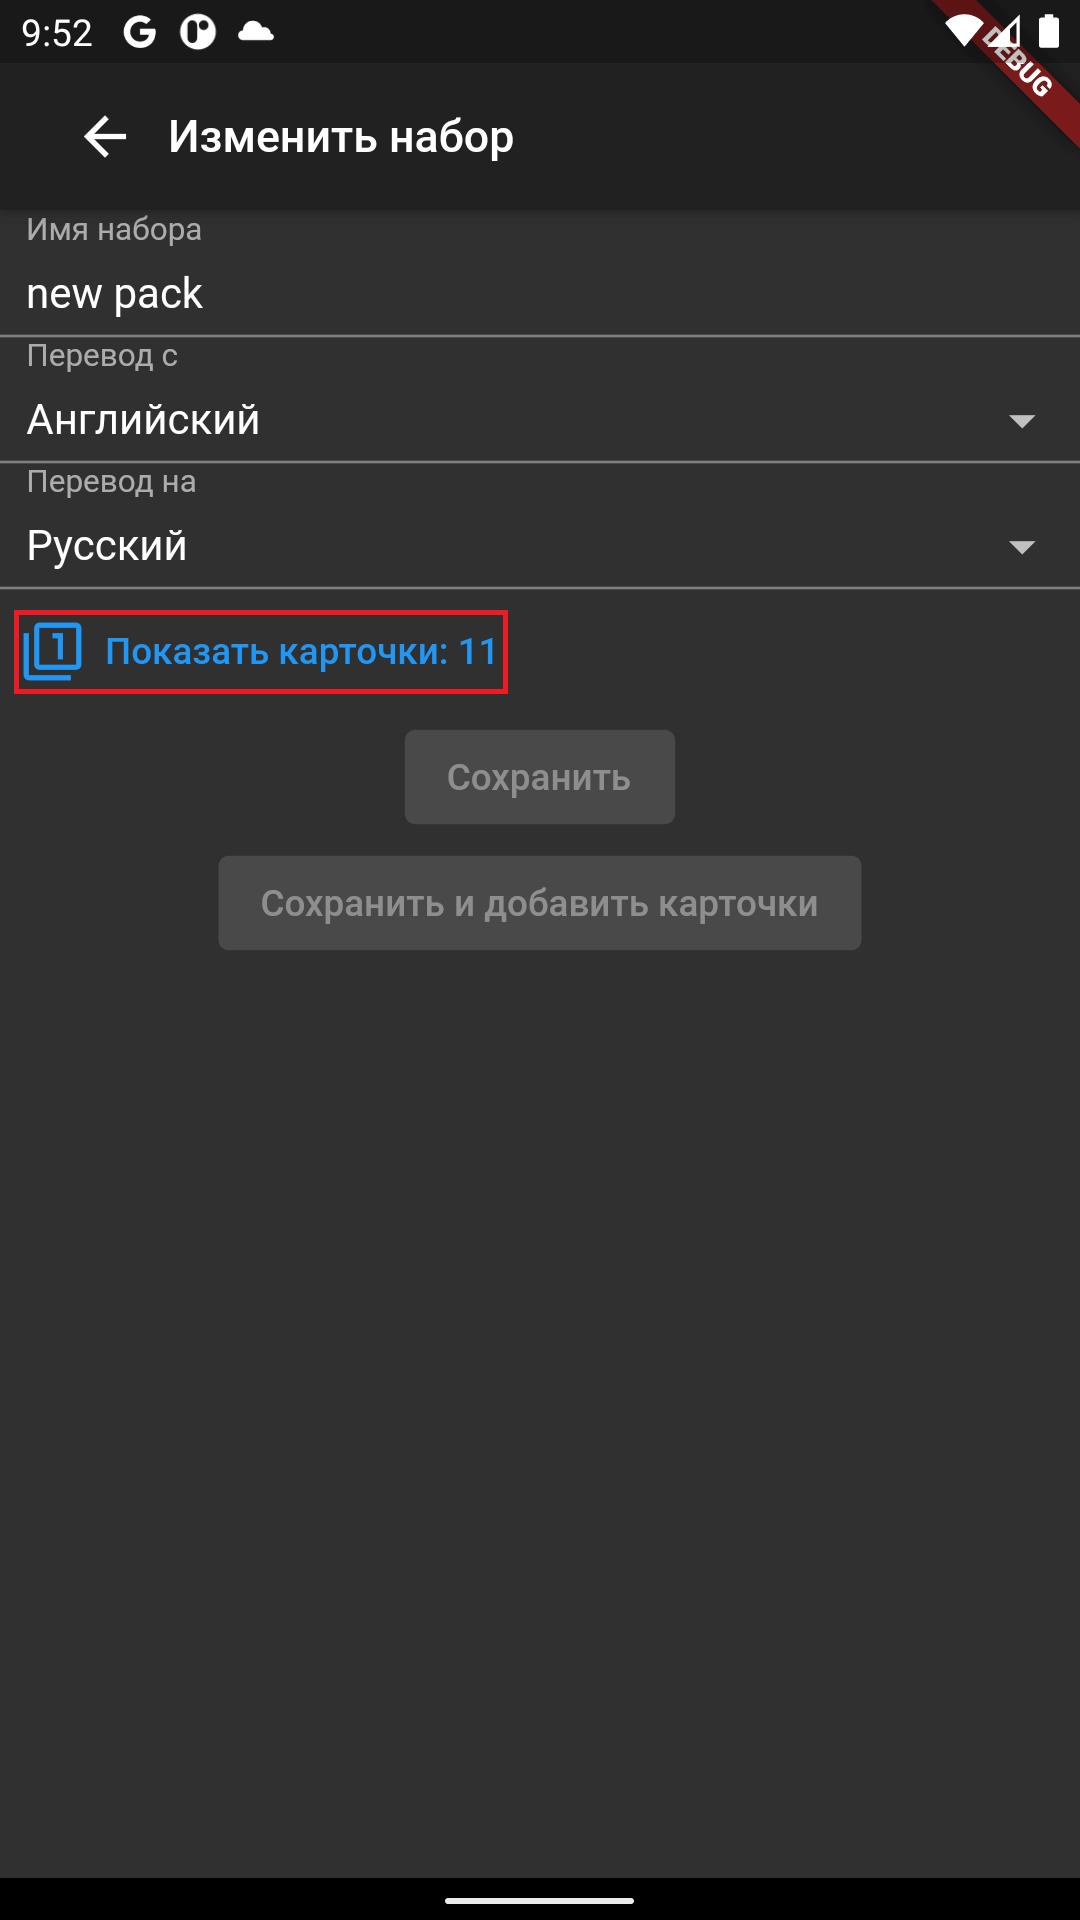 9:52
DEBUG
Изменить набор
Имя набора
new pack
Перевод с
Английский
Перевод на
Русский
1 Показать карточки: 11
Сохранить
Сохранить и добавить карточки